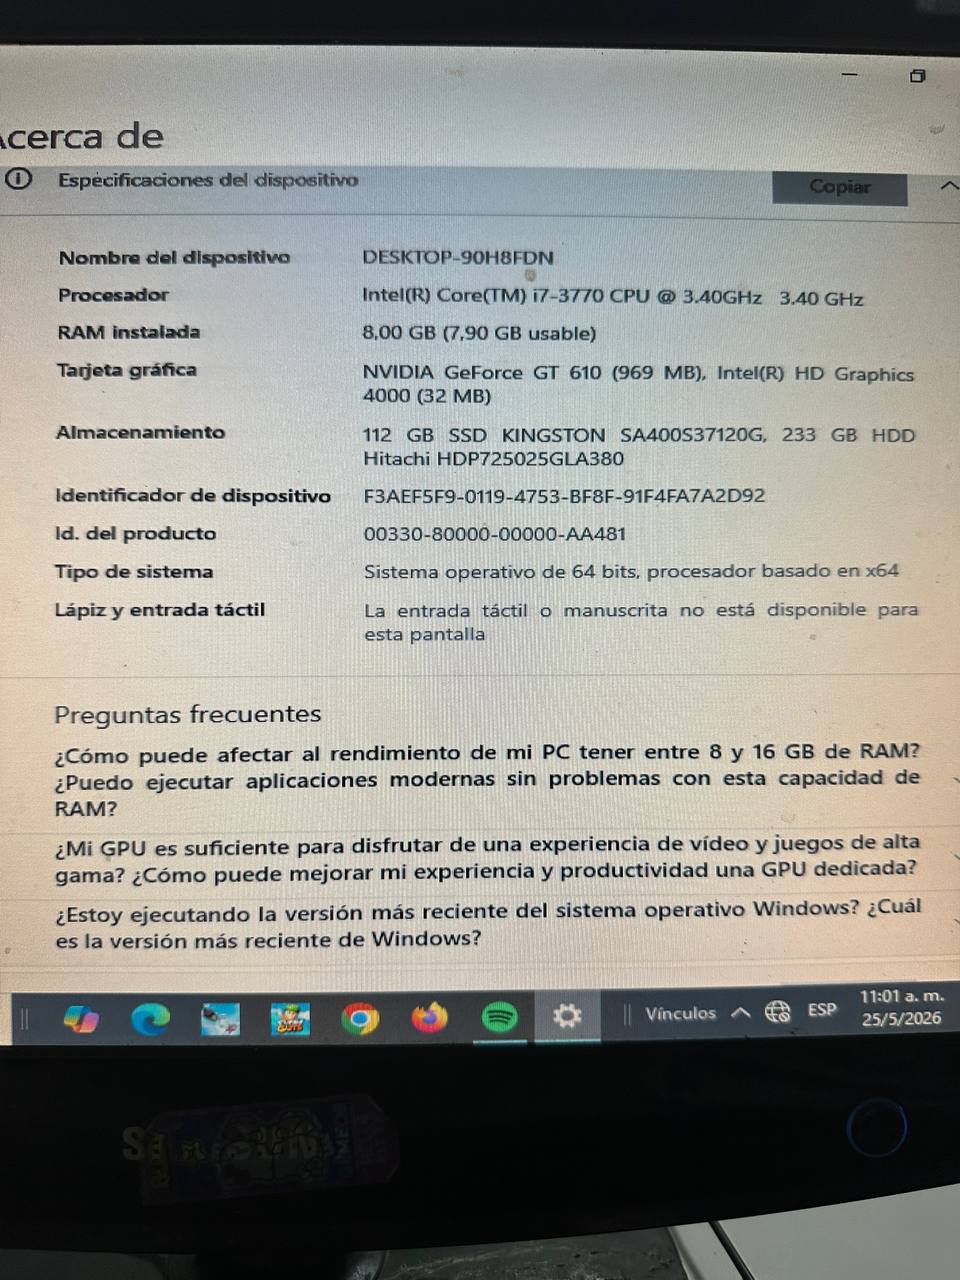 cerca de
Especificaciones del dispositivo
Copiar
Nombre del dispositivo DESKTOP-90H8FDN
Procesador Intel(R) Core(TM) i7-3770 CPU @ 3.40GHz 3.40 GHz
RAM instalada 8,00 GB (7,90 GB usable)
Tarjeta gráfica NVIDIA GeForce GT 610 (969 MB), Intel(R) HD Graphics
4000 (32 MB)
Almacenamiento 112 GB SSD KINGSTON SA400S37120G, 233 GB HDD
Hitachi HDP725025GLA380
Identificador de dispositivo F3AEF5F9-0119-4753-BF8F-91F4FA7A2D92
Id. del producto 00330-80000-00000-AA481
Tipo de sistema Sistema operativo de 64 bits, procesador basado en x64
Lápiz y entrada táctil La entrada táctil o manuscrita no está disponible para
esta pantalla
Preguntas frecuentes
¿Cómo puede afectar al rendimiento de mi PC tener entre 8 y 16 GB de RAM?
¿Puedo ejecutar aplicaciones modernas sin problemas con esta capacidad de
RAM?
¿Mi GPU es suficiente para disfrutar de una experiencia de vídeo y juegos de alta
gama? ¿Cómo puede mejorar mi experiencia y productividad una GPU dedicada?
¿Estoy ejecutando la versión más reciente del sistema operativo Windows? ¿Cuál
es la versión más reciente de Windows?
Vínculos
ESP
11:01 a. m.
25/5/2026